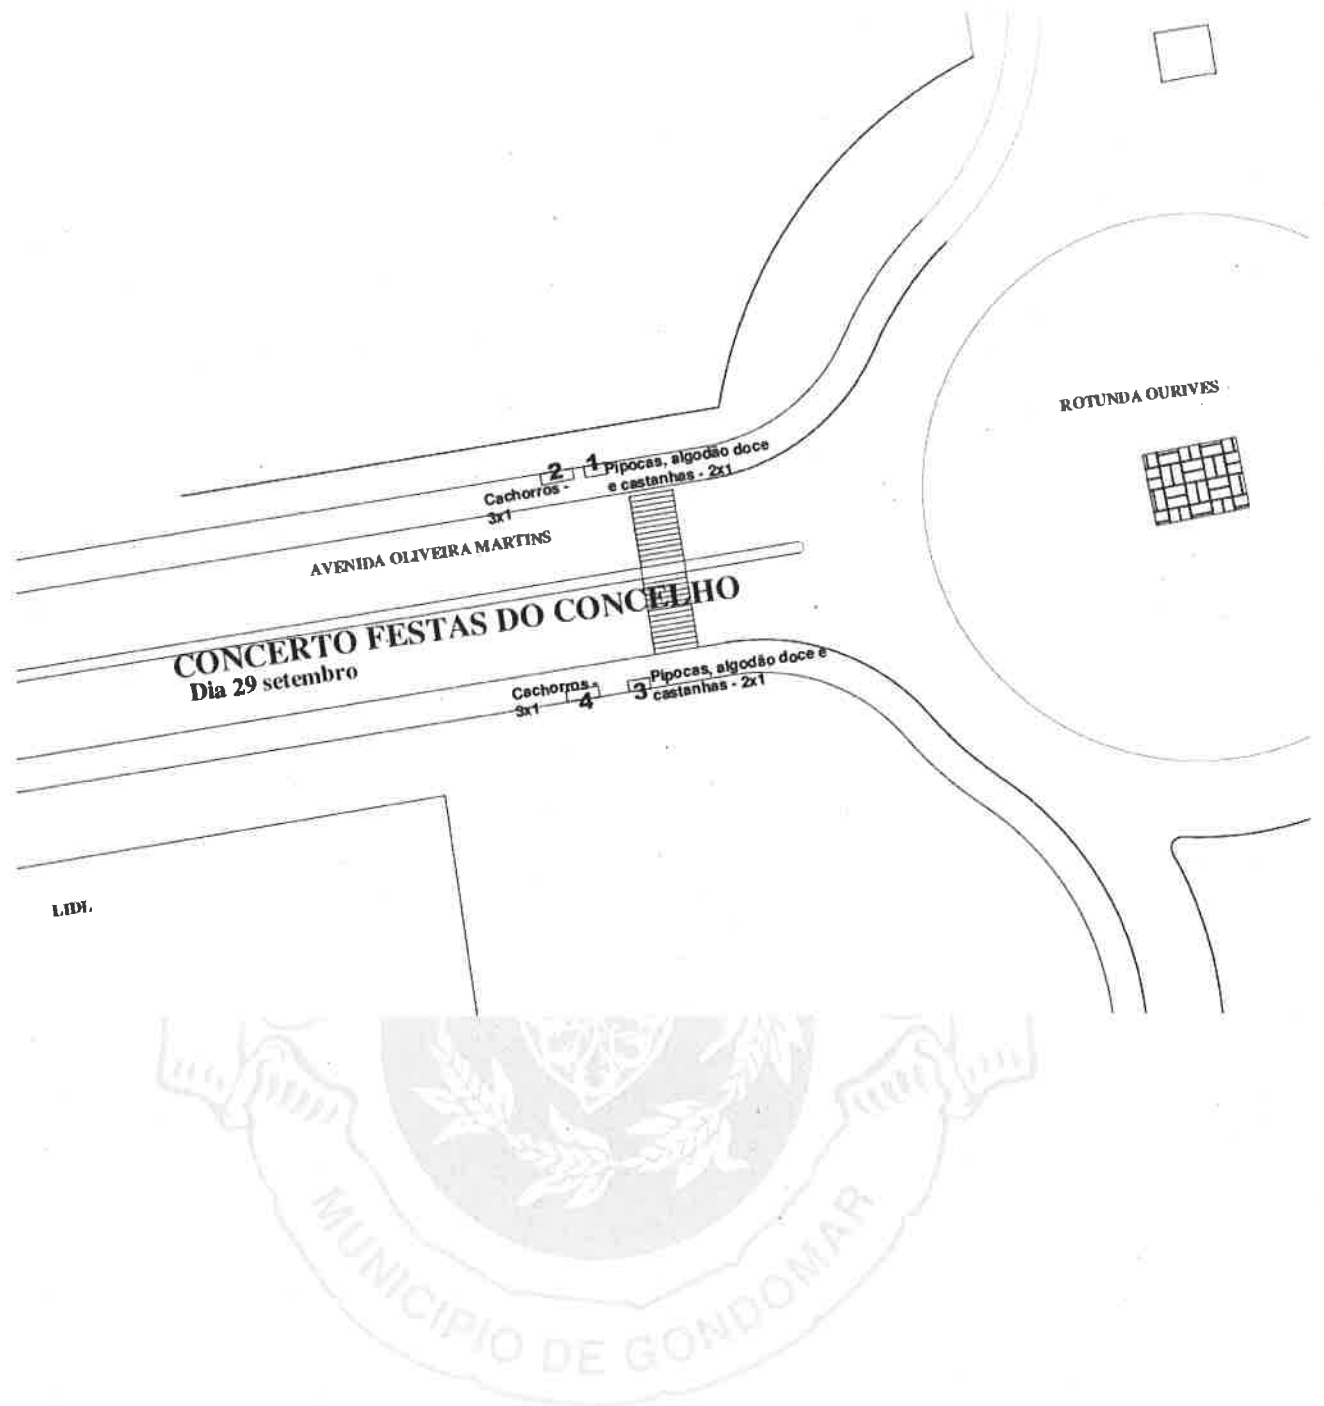 ROTUNDA OURIVES
2
1
Pipocas, algodão doce
e castanhas - 2x1
Cachorros -
3x1
AVENIDA OLIVEIRA MARTINS
CONCERTO FESTAS DO CONCELHO
Dia 29 setembro
Pipocas, algodão doce e
castanhas - 2x1
3
Cachorros -
3x1
4
LIDL
MUNICIPIO DE GONDOMAR